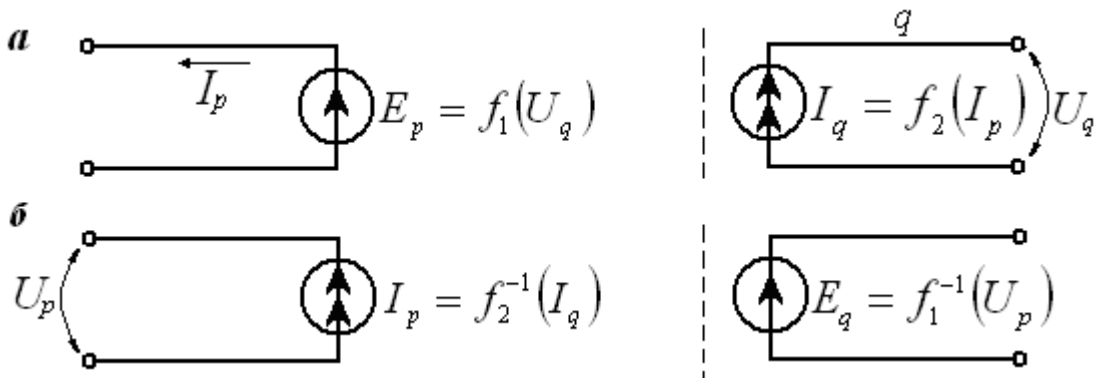 а
I_p
E_p = f_1(U_q)
q
I_q = f_2(I_p)
U_q
б
U_p
I_p = f_2^{-1}(I_q)
E_q = f_1^{-1}(U_p)